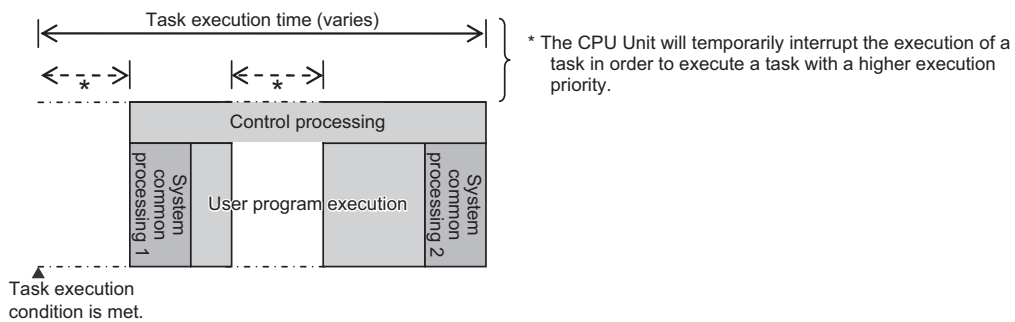 Task execution time (varies)
* The CPU Unit will temporarily interrupt the execution of a
task in order to execute a task with a higher execution
priority.
*
*
Control processing
System
common
processing 1
User program execution
System
common
processing 2
Task execution
condition is met.